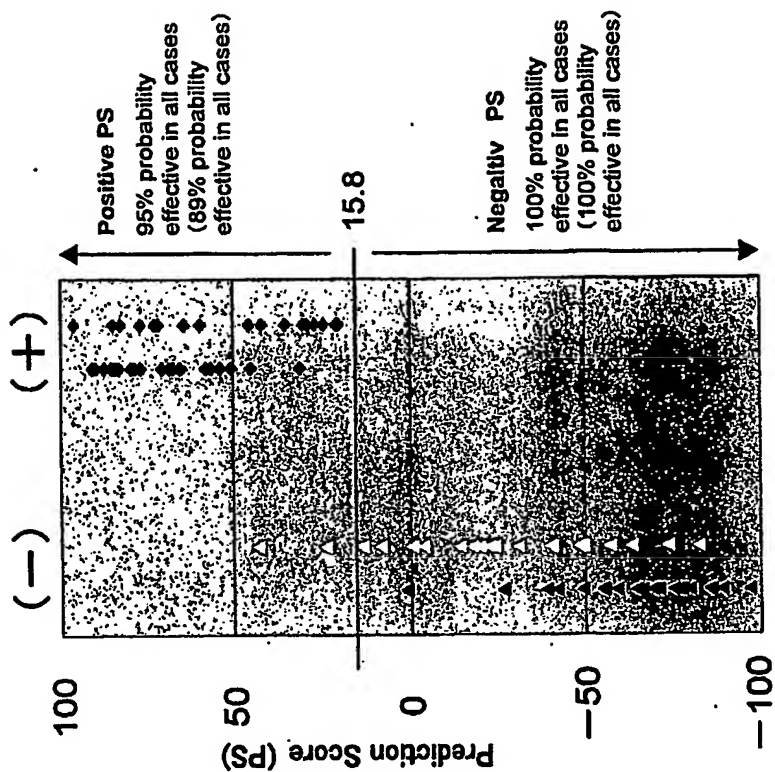 (−) (+)
100
50
0
−50
−100
Prediction Score (PS)
15.8
Positive PS
95% probability
effective in all cases
(89% probability
effective in all cases)
Negaltiv PS
100% probability
effective in all cases
(100% probability
effective in all cases)